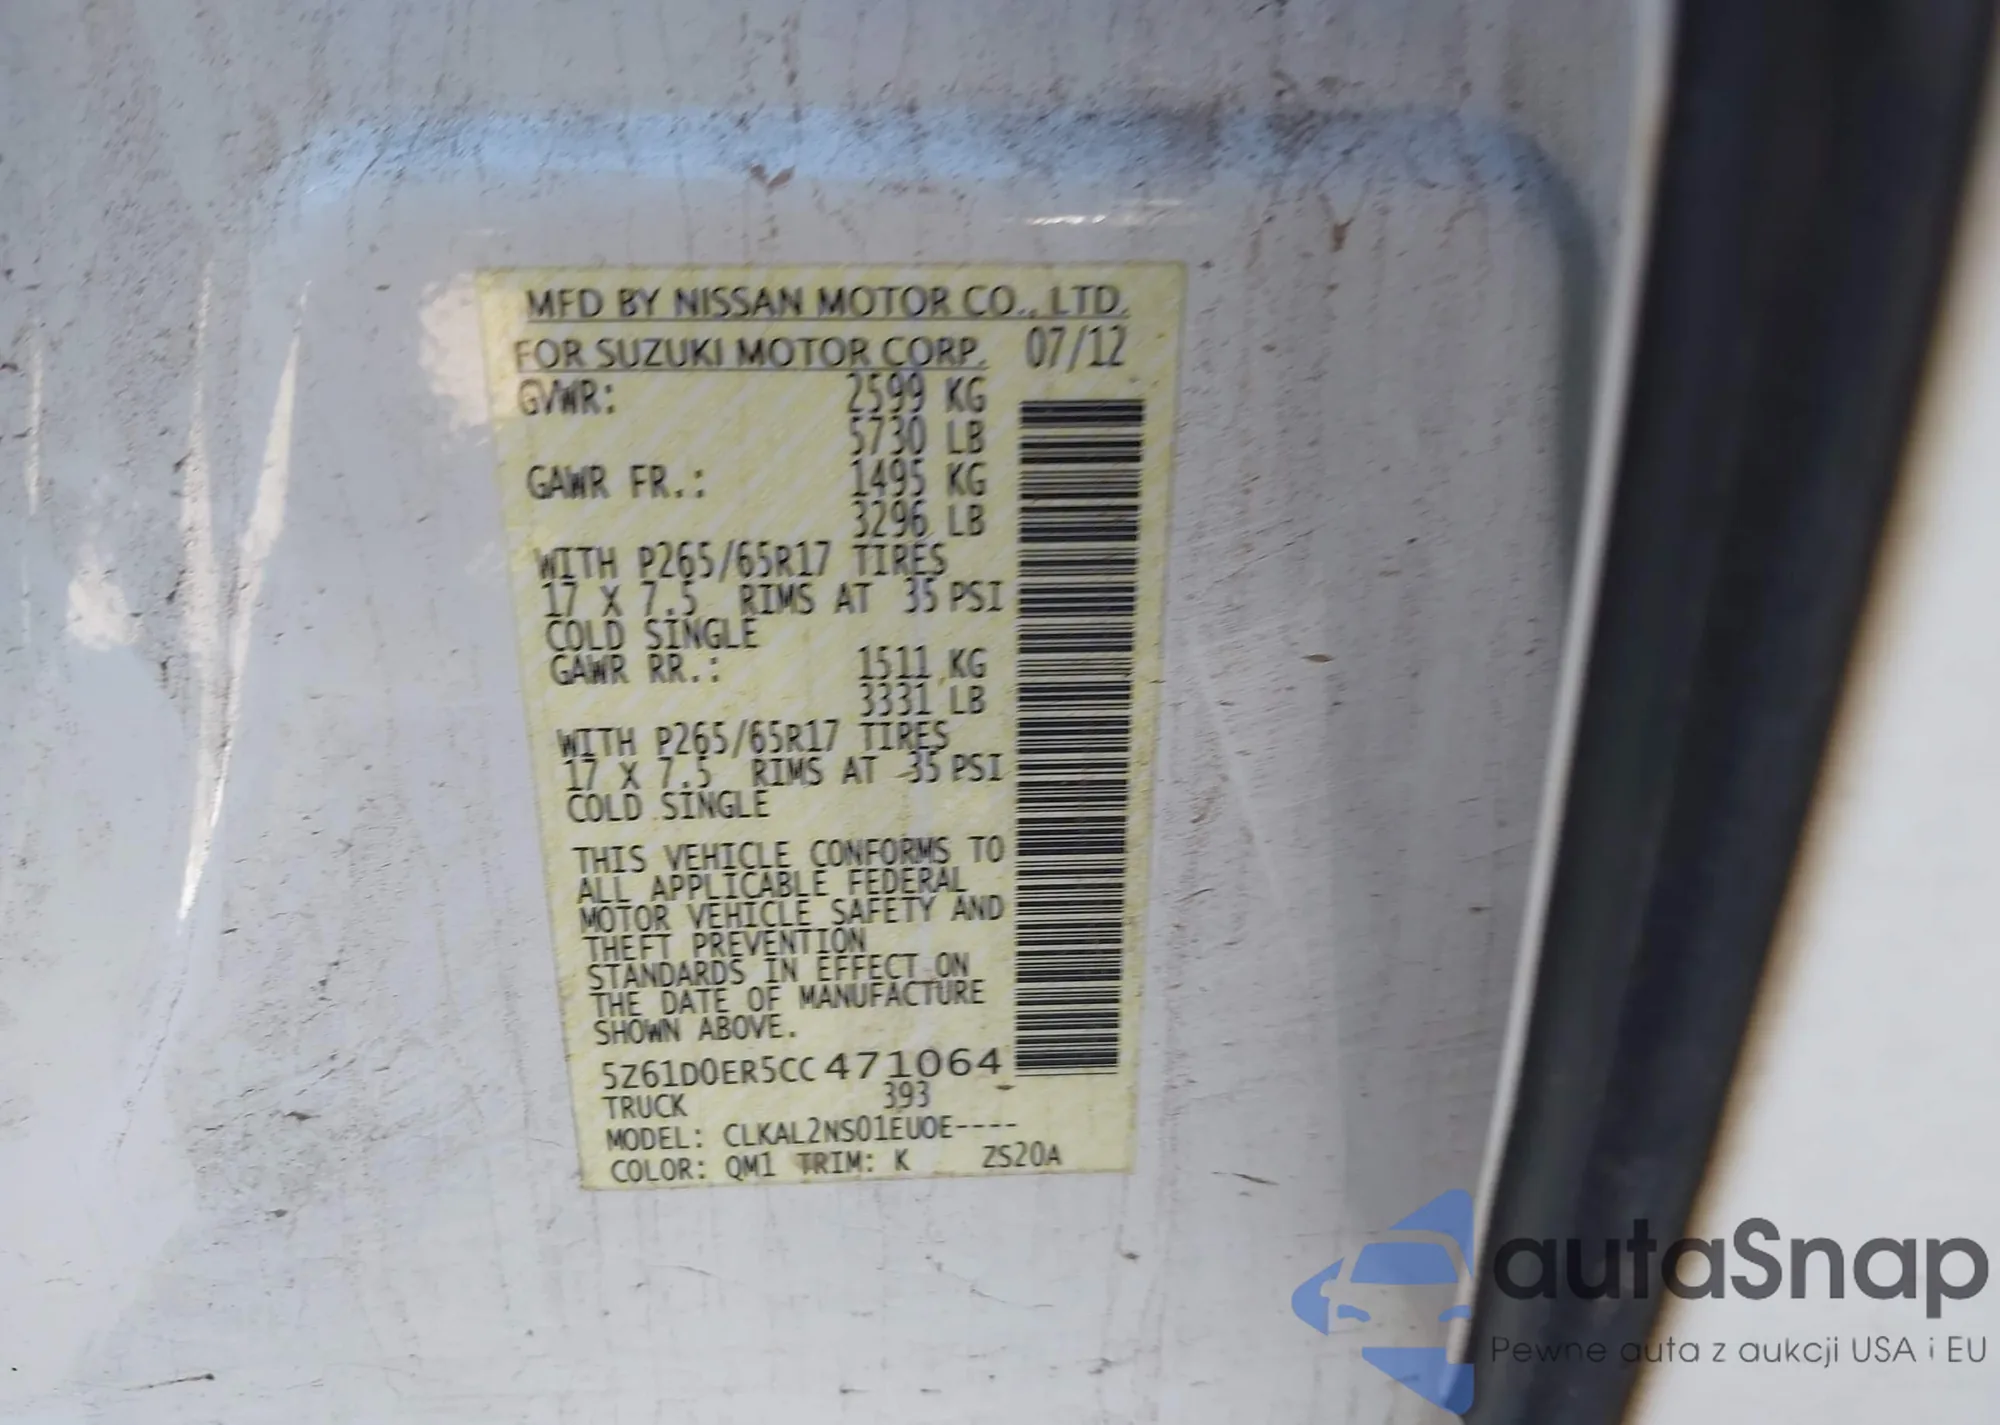 MFD BY NISSAN MOTOR CO., LTD.
FOR SUZUKI MOTOR CORP. 07/12
GVWR: 2599 KG
5730 LB
GAWR FR.: 1495 KG
3296 LB
WITH P265/65R17 TIRES
17 X 7.5 RIMS AT 35 PSI
COLD SINGLE
GAWR RR.: 1511 KG
3331 LB
WITH P265/65R17 TIRES
17 X 7.5 RIMS AT 35 PSI
COLD SINGLE
THIS VEHICLE CONFORMS TO
ALL APPLICABLE FEDERAL
MOTOR VEHICLE SAFETY AND
THEFT PREVENTION
STANDARDS IN EFFECT ON
THE DATE OF MANUFACTURE
SHOWN ABOVE.
5Z61D0ER5CC471064
TRUCK 393
MODEL: CLKAL2NS01EUOE----
COLOR: QM1 TRIM: K ZS20A
autaSnap
Pewne auta z aukcji USA i EU